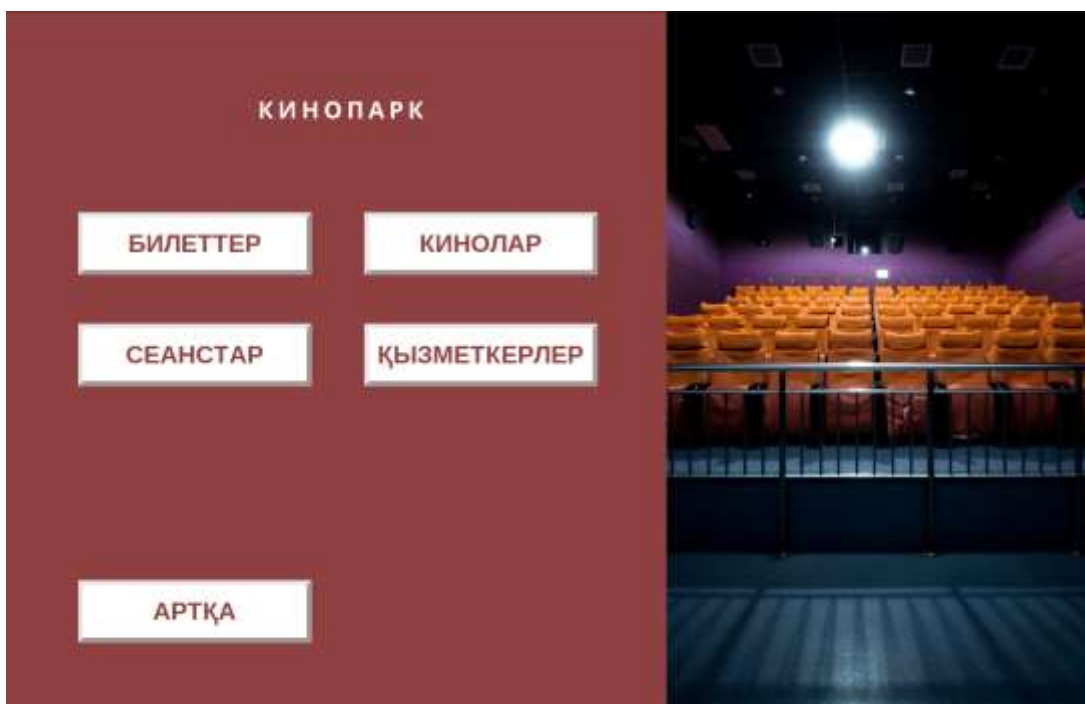 КИНОПАРК
БИЛЕТТЕР
КИНОЛАР
СЕАНСТАР
ҚЫЗМЕТКЕРЛЕР
АРТҚА